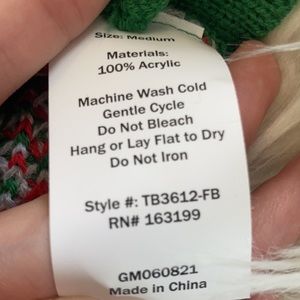 Size: Medium
Materials:
100% Acrylic
Machine Wash Cold
Gentle Cycle
Do Not Bleach
Hang or Lay Flat to Dry
Do Not Iron
Style #: TB3612-FB
RN# 163199
GM060821
Made in China